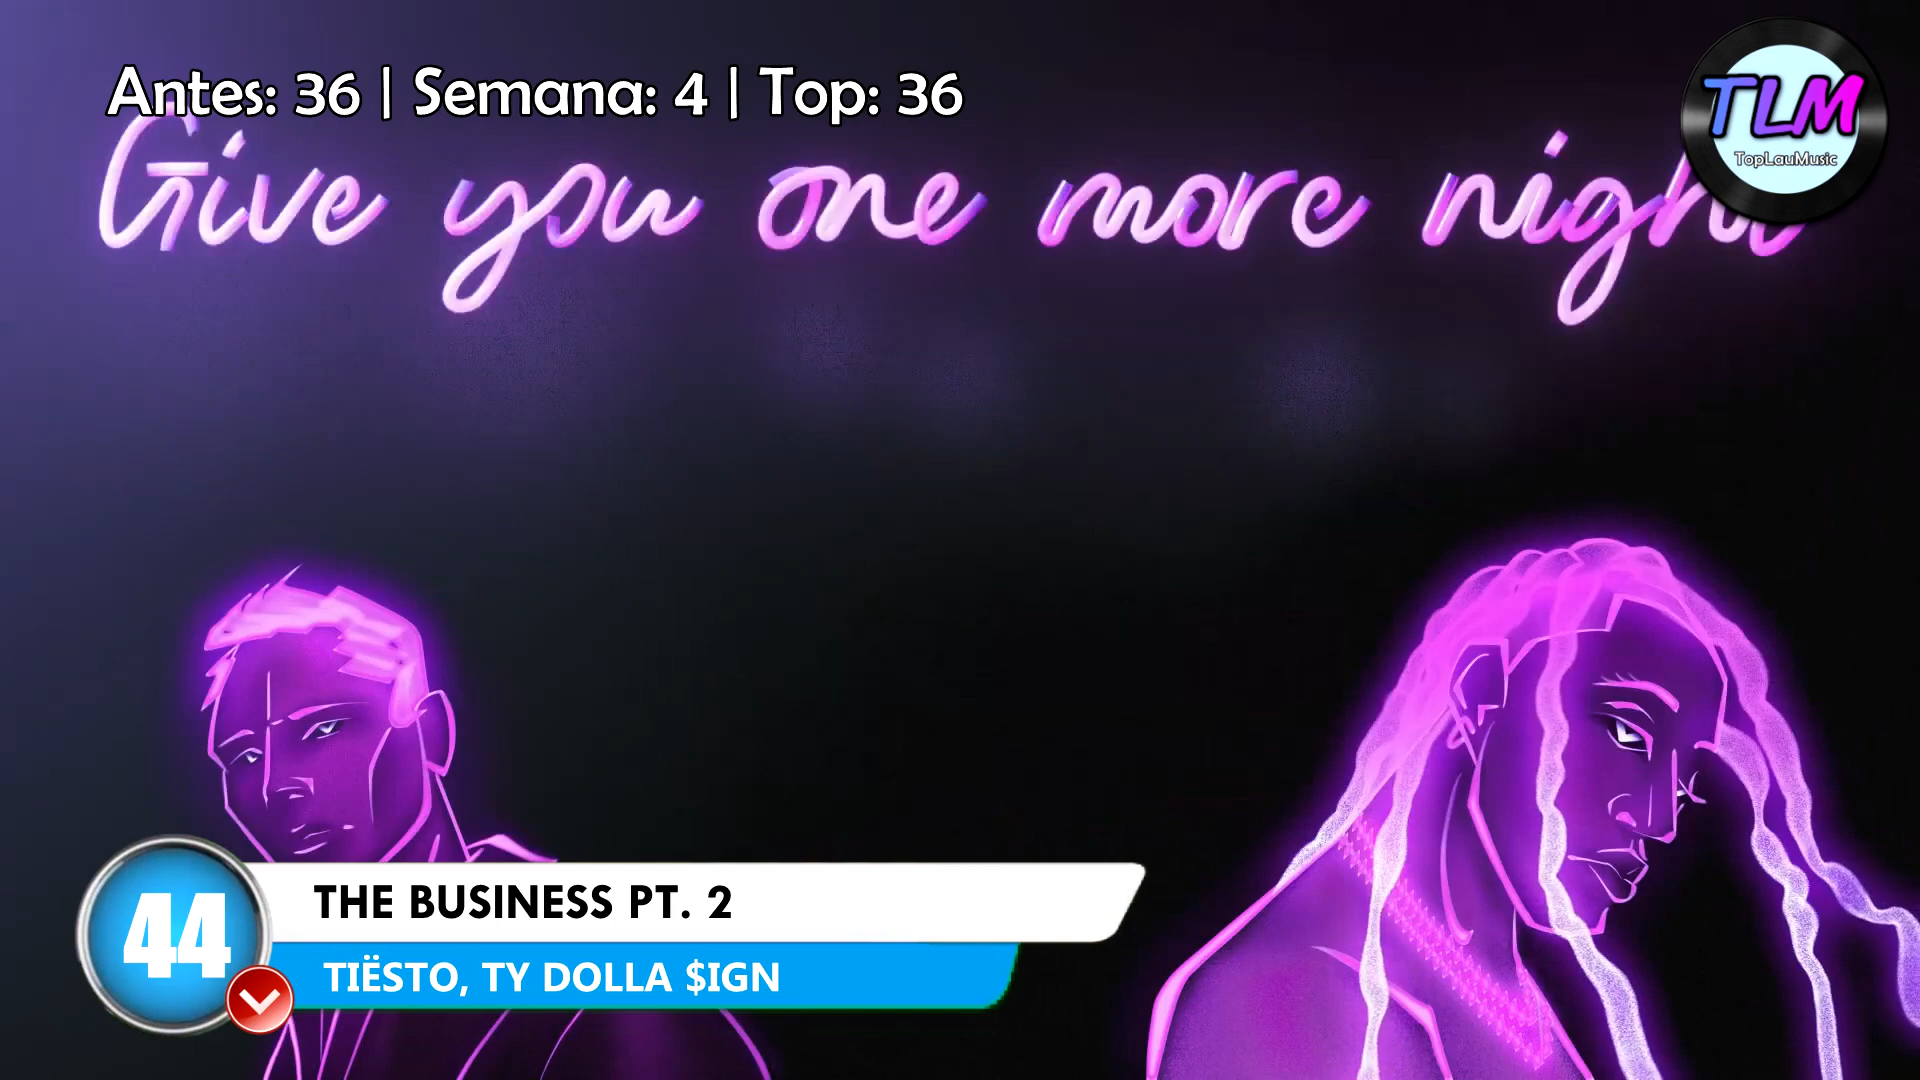 Antes: 36 | Semana: 4 | Top: 36
TLM
TopLauMusic
Give you one more night
44
THE BUSINESS PT. 2
TIËSTO, TY DOLLA $IGN